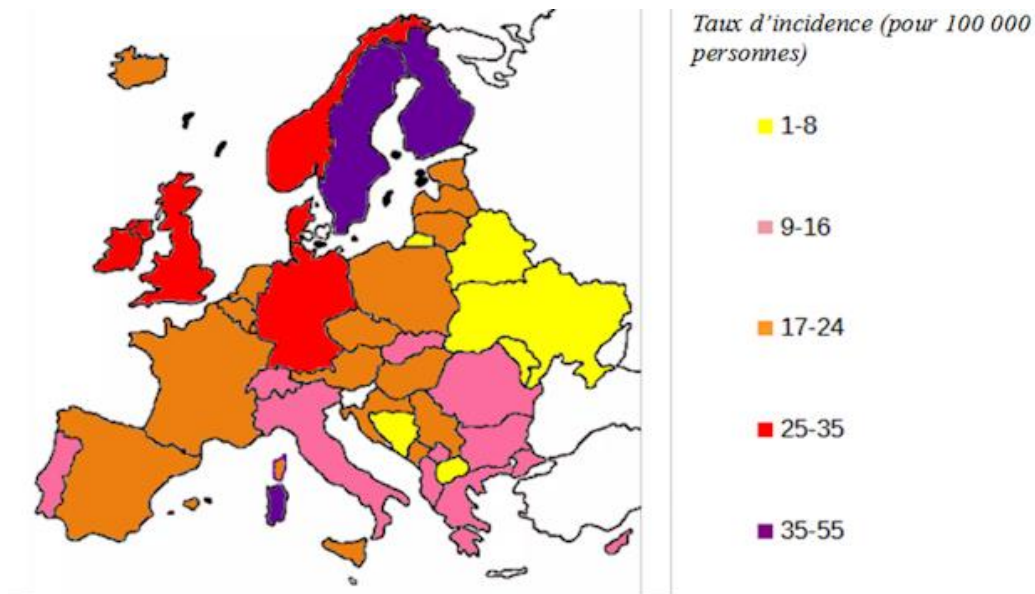 Taux d'incidence (pour 100 000
personnes)
1-8
9-16
17-24
25-35
35-55